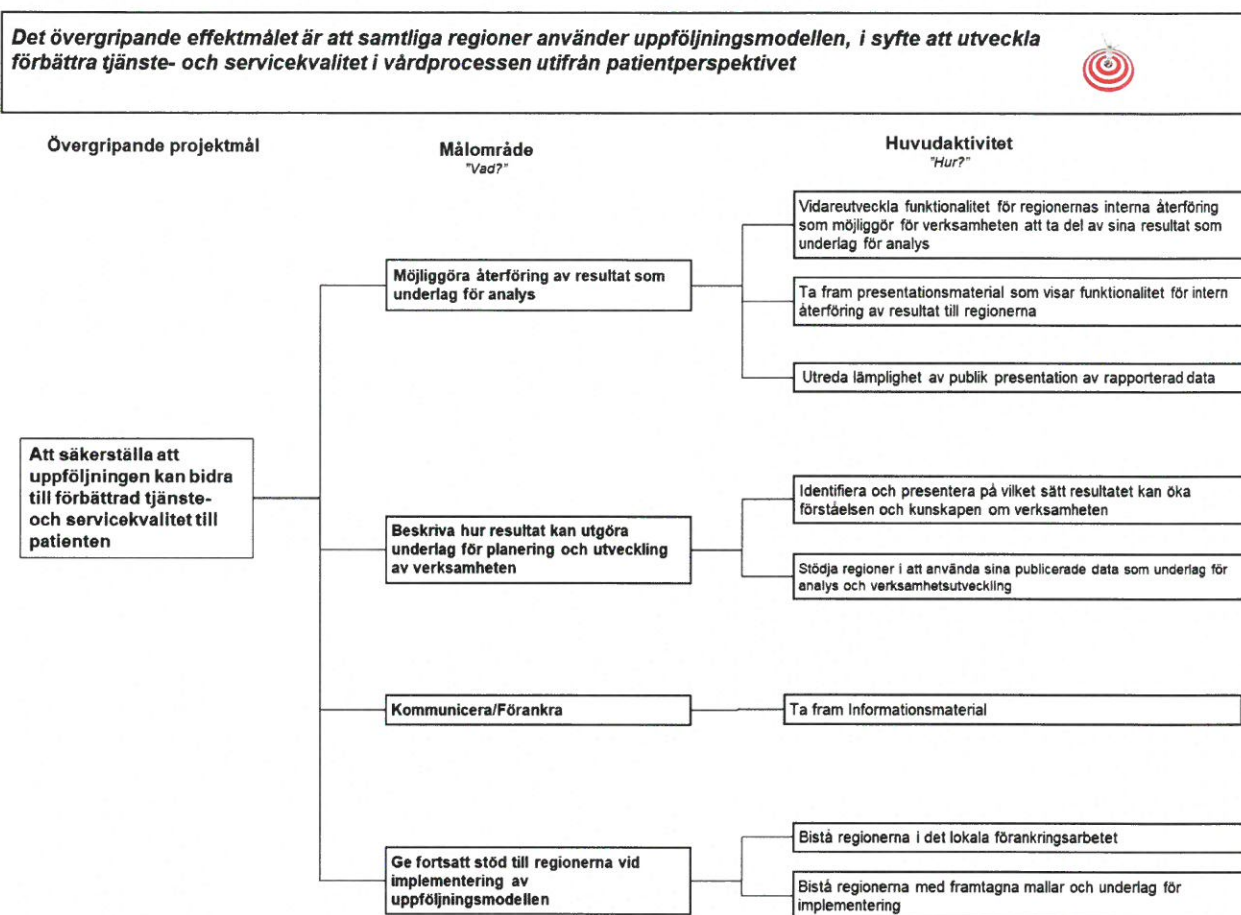 Det övergripande effektmålet är att samtliga regioner använder uppföljningsmodellen, i syfte att utveckla
förbättra tjänste- och servicekvalitet i vårdprocessen utifrån patientperspektivet
Övergripande projektmål
Målområde
"Vad?"
Huvudaktivitet
"Hur?"
Att säkerställa att
uppföljningen kan bidra
till förbättrad tjänste-
och servicekvalitet till
patienten
Möjliggöra återföring av resultat som
underlag för analys
Vidareutveckla funktionalitet för regionernas interna återföring
som möjliggör för verksamheten att ta del av sina resultat som
underlag för analys
Ta fram presentationsmaterial som visar funktionalitet för intern
återföring av resultat till regionerna
Utreda lämplighet av publik presentation av rapporterad data
Beskriva hur resultat kan utgöra
underlag för planering och utveckling
av verksamheten
Identifiera och presentera på vilket sätt resultatet kan öka
förståelsen och kunskapen om verksamheten
Stödja regioner i att använda sina publicerade data som underlag för
analys och verksamhetsutveckling
Kommunicera/Förankra
Ta fram Informationsmaterial
Ge fortsatt stöd till regionerna vid
implementering av
uppföljningsmodellen
Bistå regionerna i det lokala förankringsarbetet
Bistå regionerna med framtagna mallar och underlag för
implementering